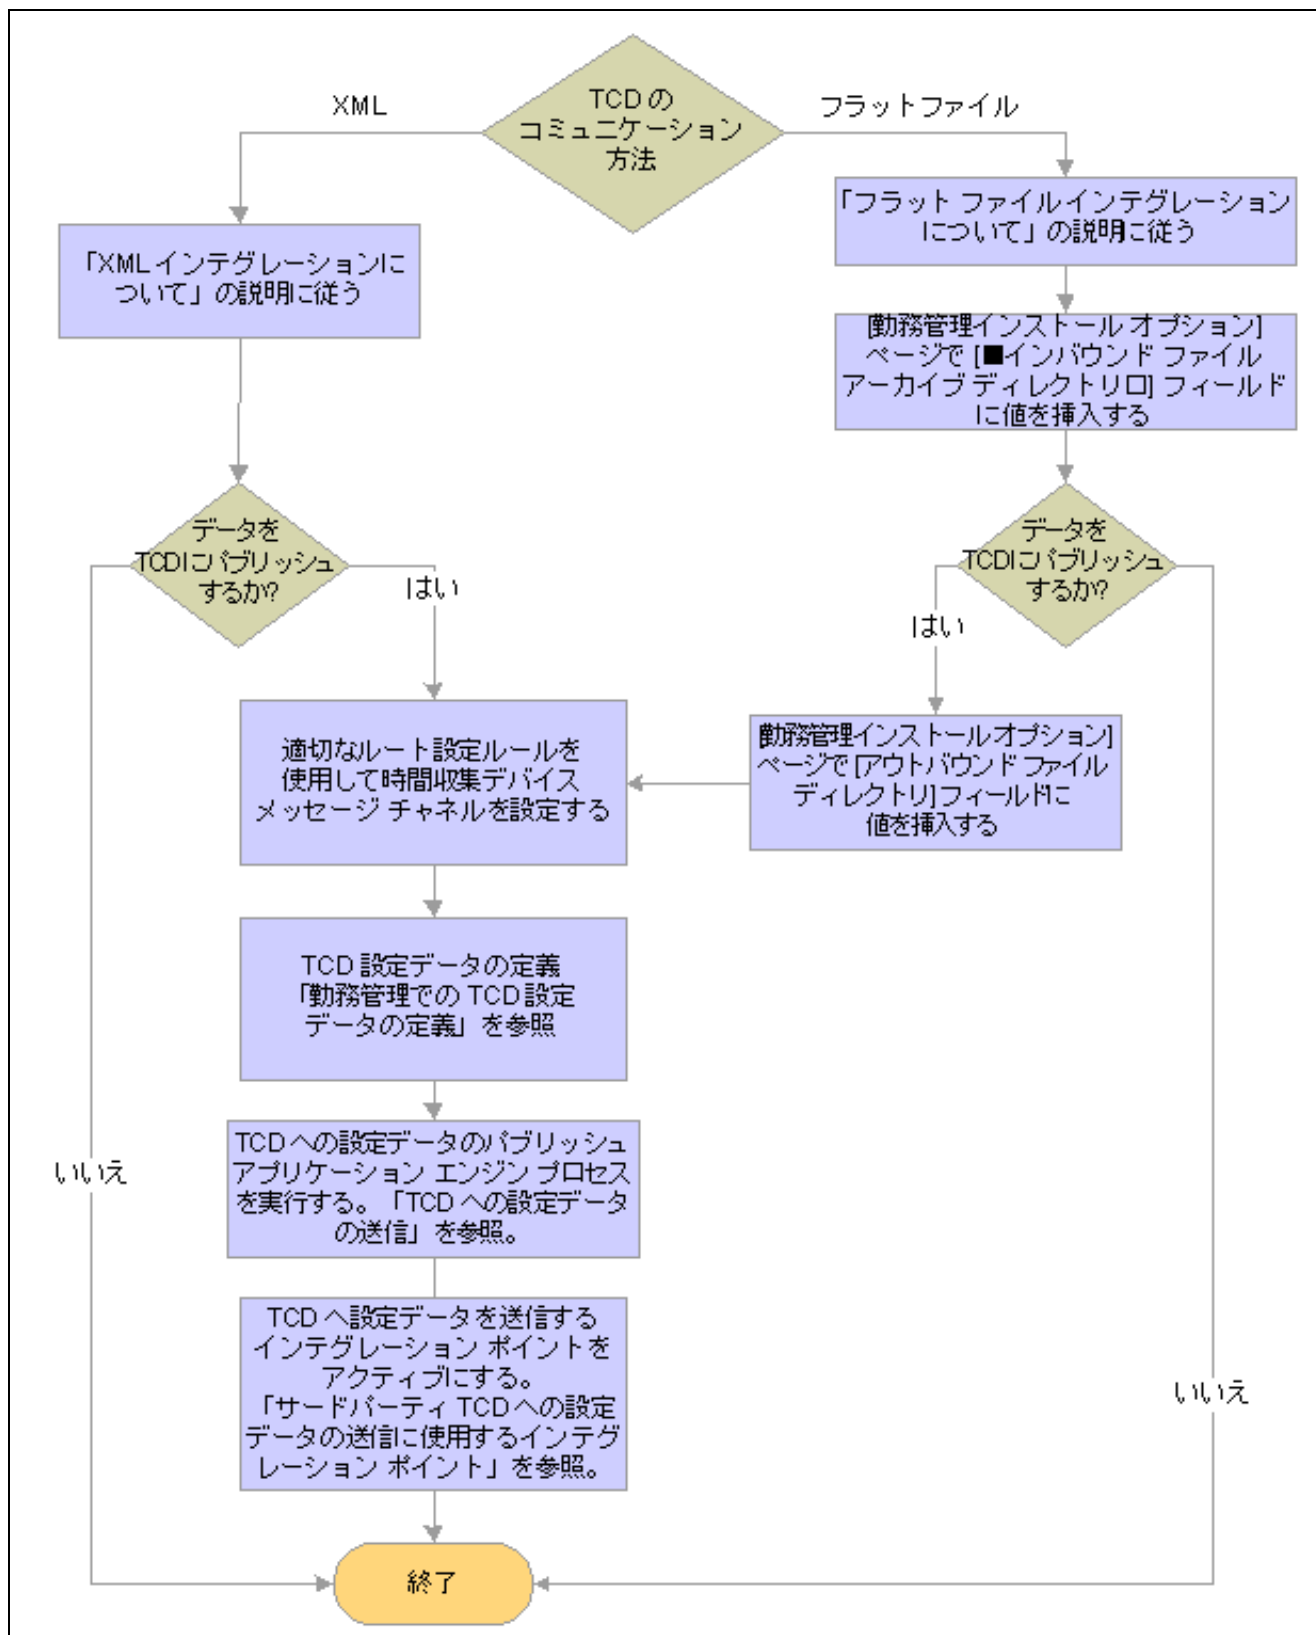 TCD の
コミュニケーション
方法
XML
フラットファイル
「XML インテグレーションに
ついて」の説明に従う
「フラット ファイルインテグレーション
について」の説明に従う
[勤務管理インストール オプション]
ページで [■インバウンド ファイル
アーカイブ ディレクトリ口] フィールド
に値を挿入する
データを
TCDにパブリッシュ
するか?
はい
いいえ
データを
TCDにパブリッシュ
するか?
はい
いいえ
[勤務管理インストールオプション]
ページで [アウトバウンド ファイル
ディレクトリ] フィールドに
値を挿入する
適切なルート設定ルールを
使用して時間収集デバイス
メッセージ チャネルを設定する
TCD 設定データの定義
「勤務管理での TCD 設定
データの定義」を参照
TCD への設定データのパブリッシュ
アプリケーション エンジン プロセス
を実行する。「TCD への設定データ
の送信」を参照。
TCD へ設定データを送信する
インテグレーション ポイントを
アクティブにする。
「サードパーティ TCD への設定
データの送信に使用するインテグ
レーション ポイント」を参照。
終了